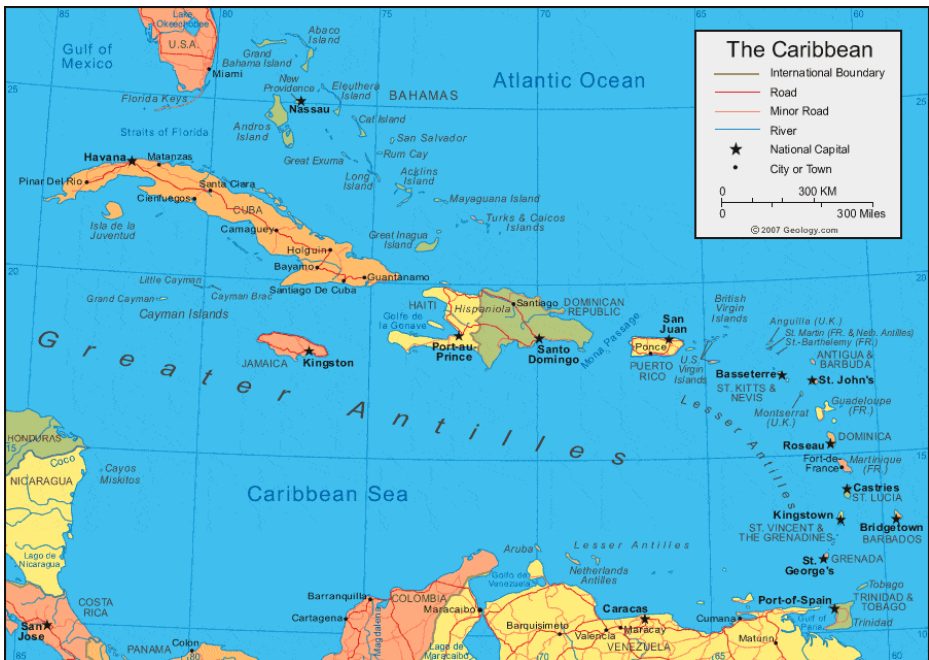 85
80
75
70
65
60
Lake
Okeechobee
U.S.A.
Gulf of
Mexico
Miami
Abaco
Island
Grand
Bahama Island
New
Providence
Eleuthera
Island
Nassau
BAHAMAS
Atlantic Ocean
The Caribbean
International Boundary
Road
Minor Road
River
National Capital
City or Town
0
300 KM
0
300 Miles
© 2007 Geology.com
25
25
Florida Keys
Andros
Island
Cat Island
Straits of Florida
San Salvador
Rum Cay
Great Exuma
Long
Island
Acklins
Island
Havana
Matanzas
Pinar Del Rio
Santa Clara
Cienfuegos
CUBA
Mayaguana Island
Turks & Caicos
Islands
Isla de la
Juventud
Camaguey
Great Inagua
Island
Holguin
Bayamo
Guantanamo
Santiago De Cuba
20
20
Little Cayman
Grand Cayman
Cayman Brac
Cayman Islands
HAITI
Hispaniola
Santiago
DOMINICAN
REPUBLIC
Golfe de
la Gonave
Port-au-
Prince
Santo
Domingo
Mona Passage
San
Juan
Ponce
PUERTO
RICO
British
Virgin
Islands
U.S.
Virgin
Islands
Anguilla (U.K.)
St. Martin (FR. & Neth. Antilles)
St.-Barthelemy (FR.)
ANTIGUA &
BARBUDA
Basseterre
St. John's
ST. KITTS &
NEVIS
JAMAICA
Kingston
Greater Antilles
Lesser Antilles
Montserrat
(U.K.)
Guadeloupe
(FR.)
Roseau
DOMINICA
Fort-de-
France
Martinique
(FR.)
15
15
HONDURAS
Coco
NICARAGUA
Cayos
Miskitos
Caribbean Sea
Castries
ST. LUCIA
Kingstown
ST. VINCENT &
THE GRENADINES
Bridgetown
BARBADOS
Lago de
Nicaragua
Aruba
Lesser Antilles
Netherlands
Antilles
St.
George's
GRENADA
Golfo de
Venezuela
Tobago
TRINIDAD &
TOBAGO
Trinidad
Port-of-Spain
Gulf of
Paria
COSTA
RICA
San
Jose
PANAMA
Colon
Barranquilla
Cartagena
COLOMBIA
Magdalena
Maracaibo
Lago de
Maracaibo
Barquisimeto
Valencia
Caracas
Maracay
VENEZUELA
Cumana
Maturin
10
80
75
65
60